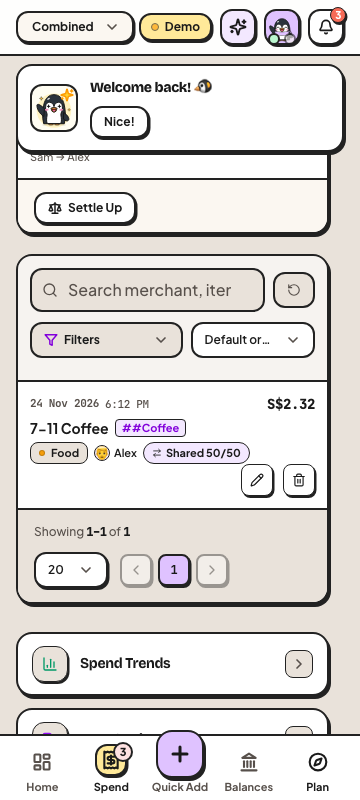 Combined
Demo
3
Welcome back!
Nice!
Sam → Alex
Settle Up
Search merchant, iter
Filters
Default or...
24 Nov 2026 6:12 PM
S$2.32
7-11 Coffee
##Coffee
Food
Alex
Shared 50/50
Showing 1–1 of 1
20
1
Spend Trends
3
Home
Spend
Quick Add
Balances
Plan